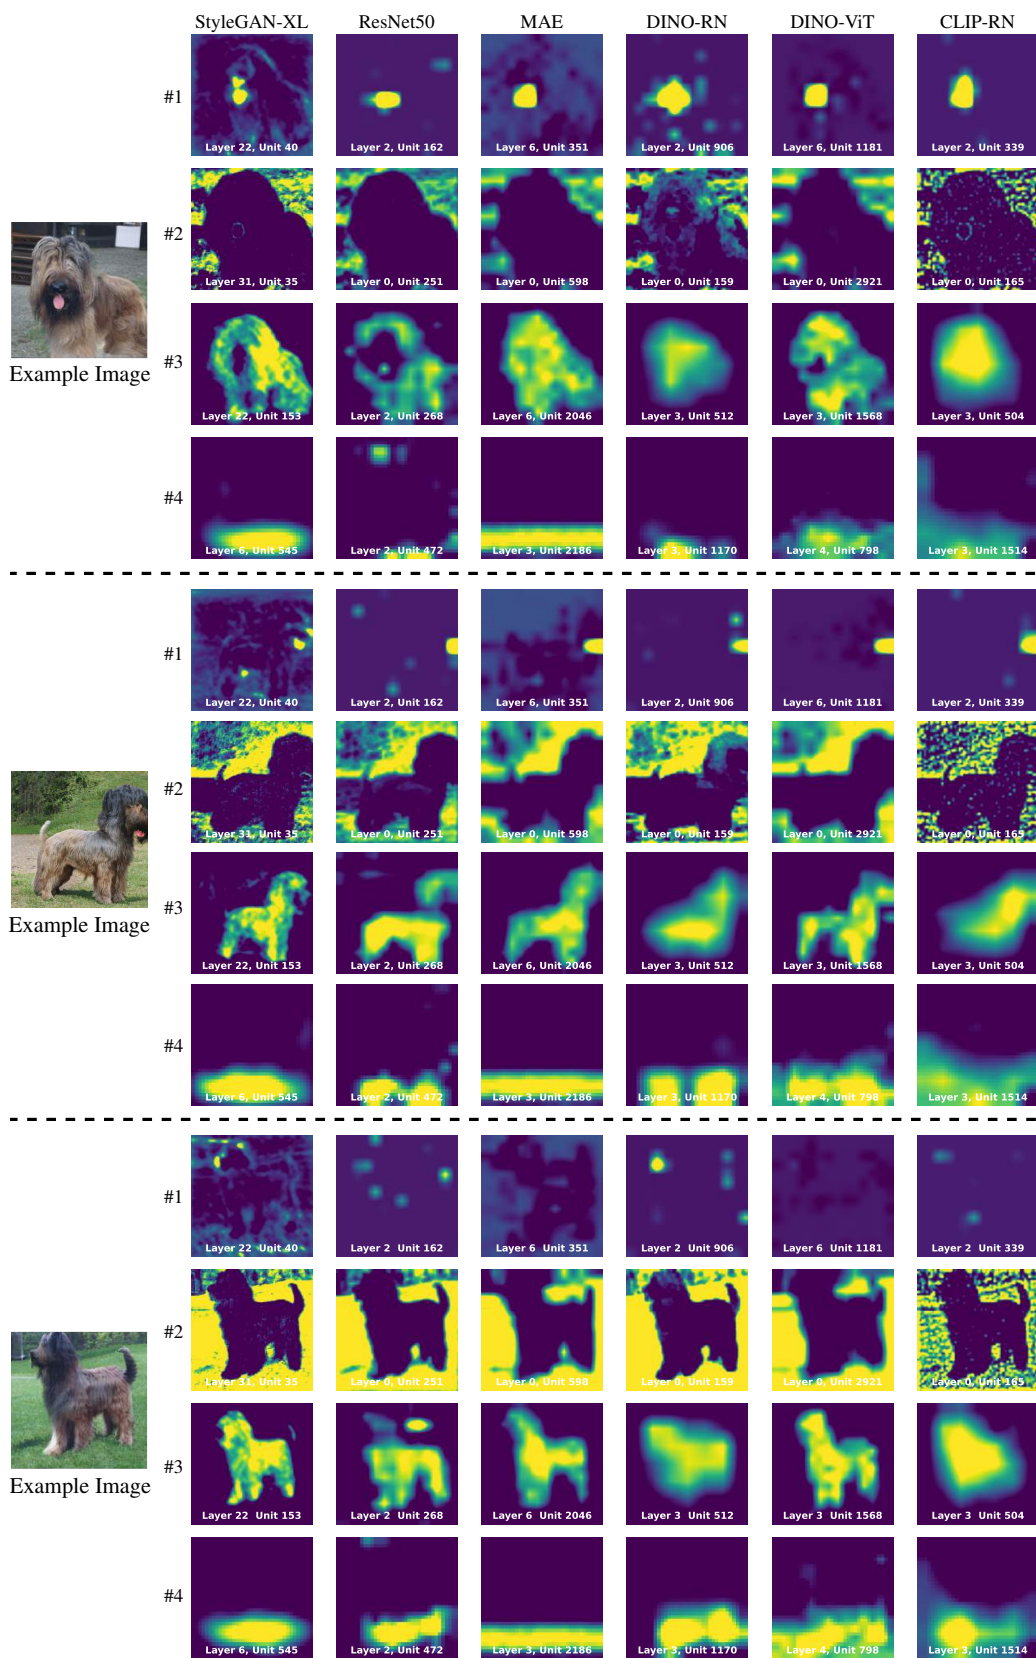 StyleGAN-XL ResNet50 MAE DINO-RN DINO-ViT CLIP-RN
#1
Layer 22, Unit 40 Layer 2, Unit 162 Layer 6, Unit 351 Layer 2, Unit 906 Layer 6, Unit 1181 Layer 2, Unit 339
#2
Layer 31, Unit 35 Layer 0, Unit 251 Layer 0, Unit 598 Layer 0, Unit 159 Layer 0, Unit 2921 Layer 0, Unit 165
Example Image
#3
Layer 22, Unit 153 Layer 2, Unit 268 Layer 6, Unit 2046 Layer 3, Unit 512 Layer 3, Unit 1568 Layer 3, Unit 504
#4
Layer 6, Unit 545 Layer 2, Unit 472 Layer 3, Unit 2186 Layer 3, Unit 1170 Layer 4, Unit 798 Layer 3, Unit 1514
#1
Layer 22, Unit 40 Layer 2, Unit 162 Layer 6, Unit 351 Layer 2, Unit 906 Layer 6, Unit 1181 Layer 2, Unit 339
#2
Layer 31, Unit 35 Layer 0, Unit 251 Layer 0, Unit 598 Layer 0, Unit 159 Layer 0, Unit 2921 Layer 0, Unit 165
Example Image
#3
Layer 22, Unit 153 Layer 2, Unit 268 Layer 6, Unit 2046 Layer 3, Unit 512 Layer 3, Unit 1568 Layer 3, Unit 504
#4
Layer 6, Unit 545 Layer 2, Unit 472 Layer 3, Unit 2186 Layer 3, Unit 1170 Layer 4, Unit 798 Layer 3, Unit 1514
#1
Layer 22 Unit 40 Layer 2 Unit 162 Layer 6 Unit 351 Layer 2 Unit 906 Layer 6 Unit 1181 Layer 2 Unit 339
#2
Layer 31, Unit 35 Layer 0, Unit 251 Layer 0, Unit 598 Layer 0, Unit 159 Layer 0, Unit 2921 Layer 0, Unit 165
#3
Example Image
Layer 22 Unit 153 Layer 2 Unit 268 Layer 6 Unit 2046 Layer 3 Unit 512 Layer 3 Unit 1568 Layer 3 Unit 504
#4
Layer 6, Unit 545 Layer 2, Unit 472 Layer 3, Unit 2186 Layer 3, Unit 1170 Layer 4, Unit 798 Layer 3, Unit 1514